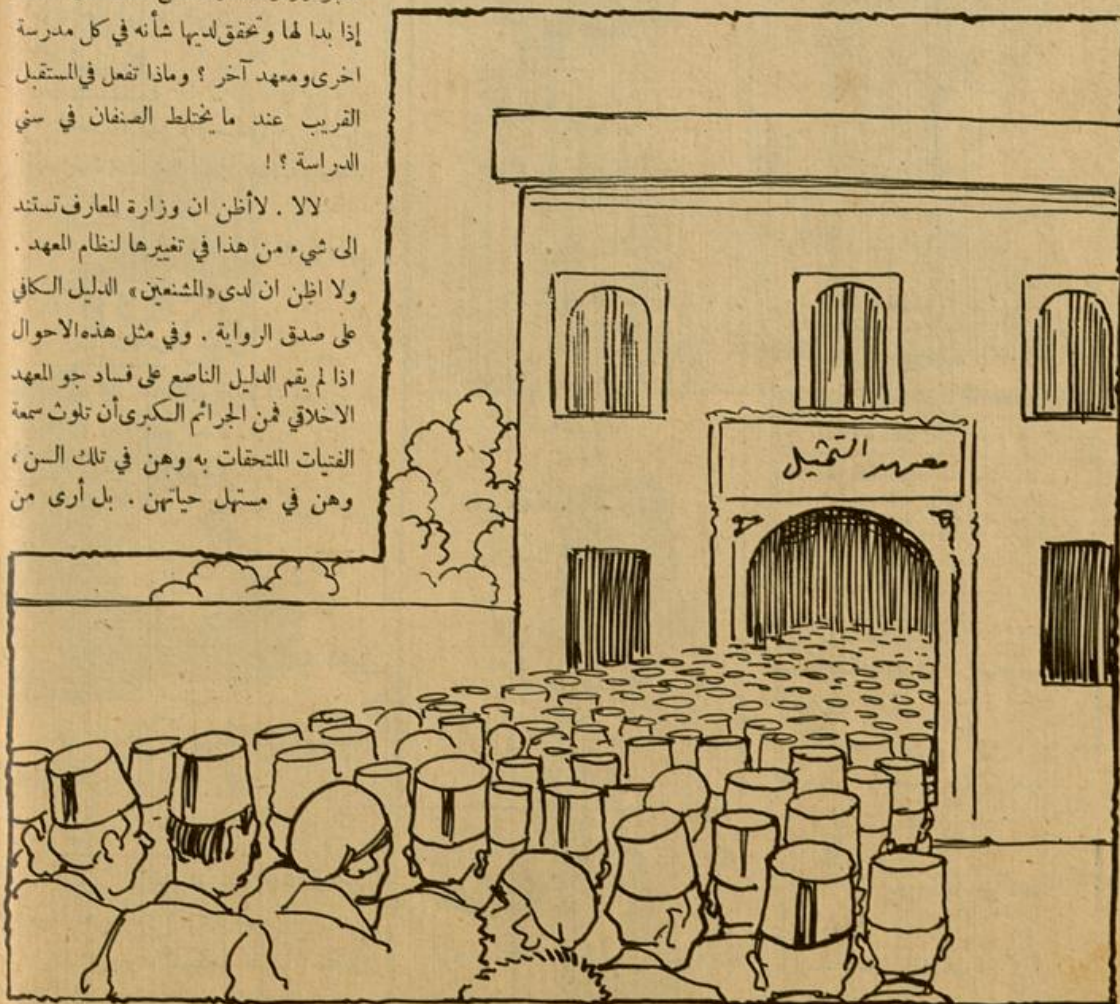 إذا بدا لها وتحقق لديها شأنه في كل مدرسة
اخرى ومعهد آخر ؟ وماذا تفعل في المستقبل
القريب عند ما يختلط الصنفان في سني
الدراسة ؟ !
لالا . لاأظن ان وزارة المعارف تستند
الى شيء من هذا في تغييرها لنظام المعهد .
ولا اظن ان لدى «المشنعين» الدليل الكافي
على صدق الرواية . وفي مثل هذه الاحوال
اذا لم يقم الدليل الناصع على فساد جو المعهد
الاخلاقي فمن الجرائم الكبرى أن تلوث سمعة
الفتيات الملتحقات به وهن في تلك السن ،
وهن في مستهل حياتهن . بل أرى من
معهد التمثيل